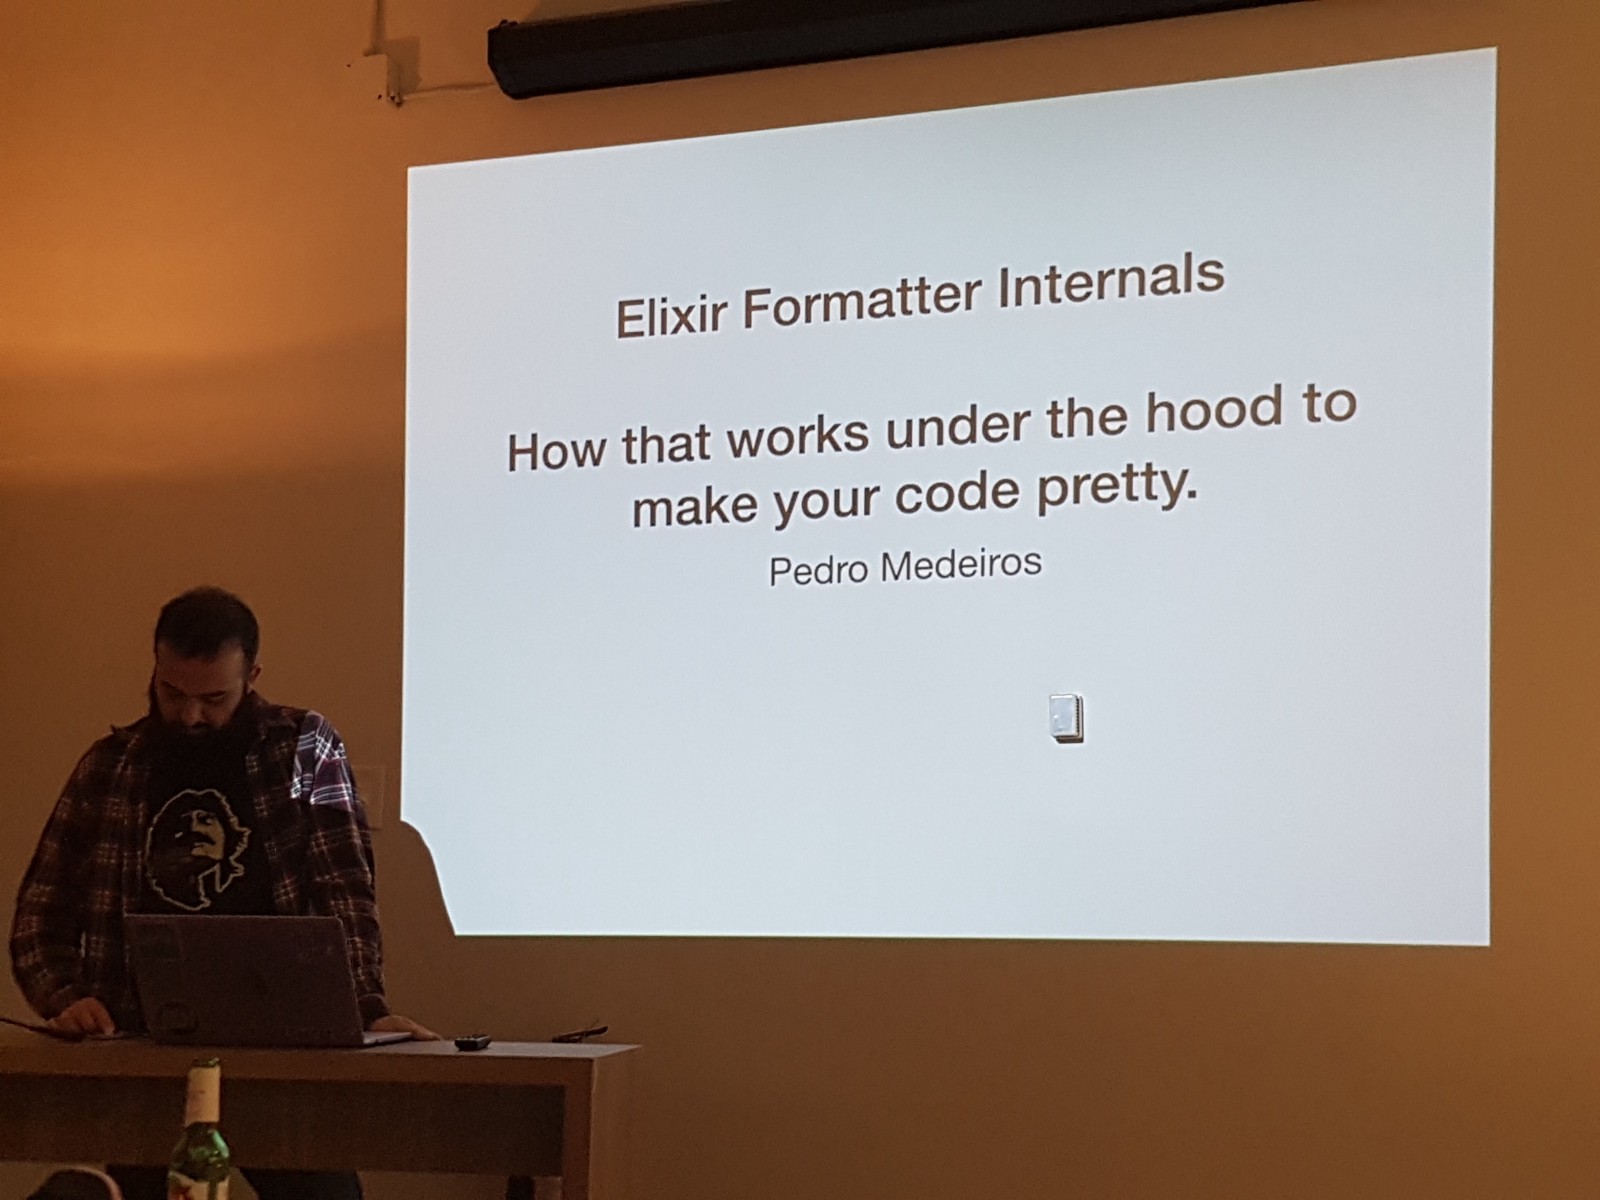 Elixir Formatter Internals
How that works under the hood to
make your code pretty.
Pedro Medeiros